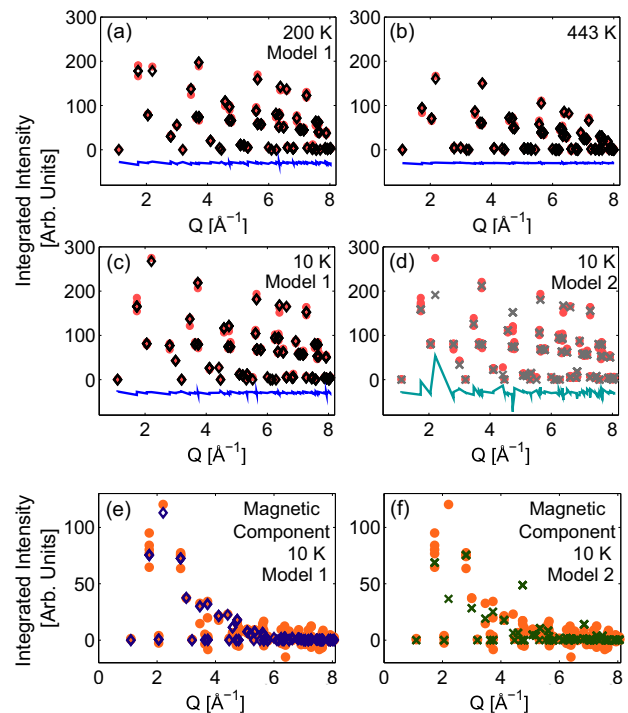 (a) 200 K
Model 1
300
200
100
0
2 4 6 8
Q [Å⁻¹]
(b) 443 K
300
200
100
0
2 4 6 8
Q [Å⁻¹]
Integrated Intensity
[Arb. Units]
(c) 10 K
Model 1
300
200
100
0
2 4 6 8
Q [Å⁻¹]
(d) 10 K
Model 2
300
200
100
0
2 4 6 8
Q [Å⁻¹]
Integrated Intensity
[Arb. Units]
(e) Magnetic
Component
10 K
Model 1
100
50
0
0 2 4 6 8
Q [Å⁻¹]
(f) Magnetic
Component
10 K
Model 2
100
50
0
0 2 4 6 8
Q [Å⁻¹]